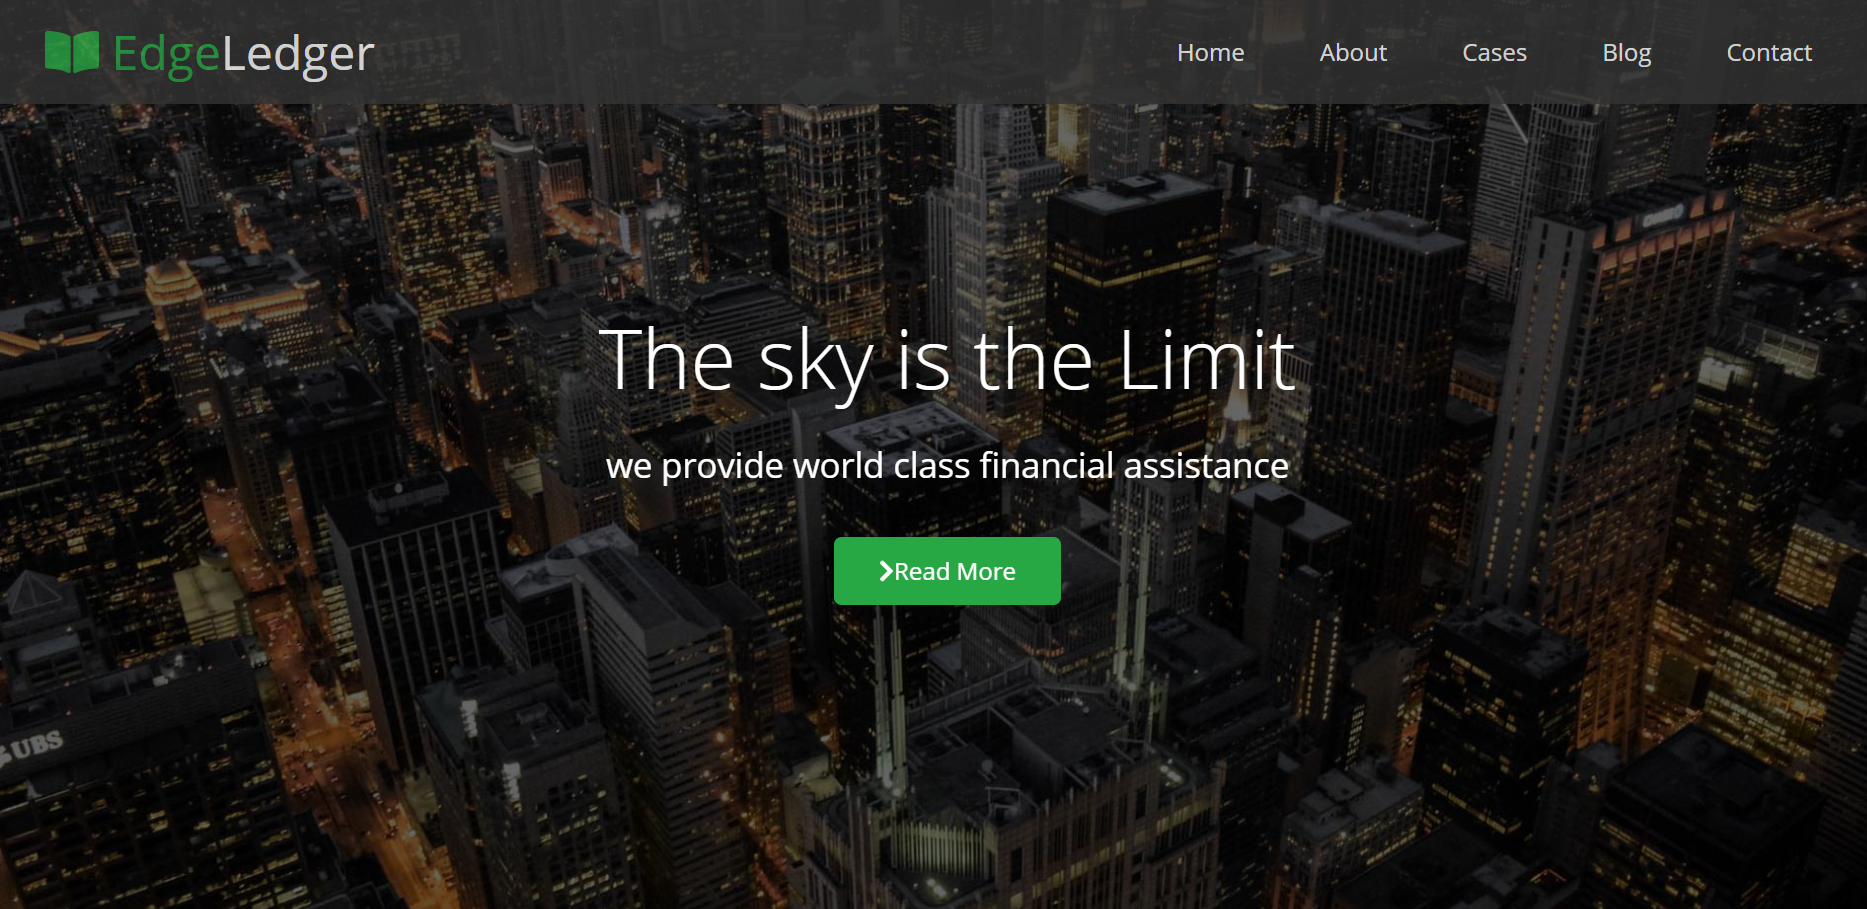 EdgeLedger
Home About Cases Blog Contact
The sky is the Limit
we provide world class financial assistance
Read More
UBS